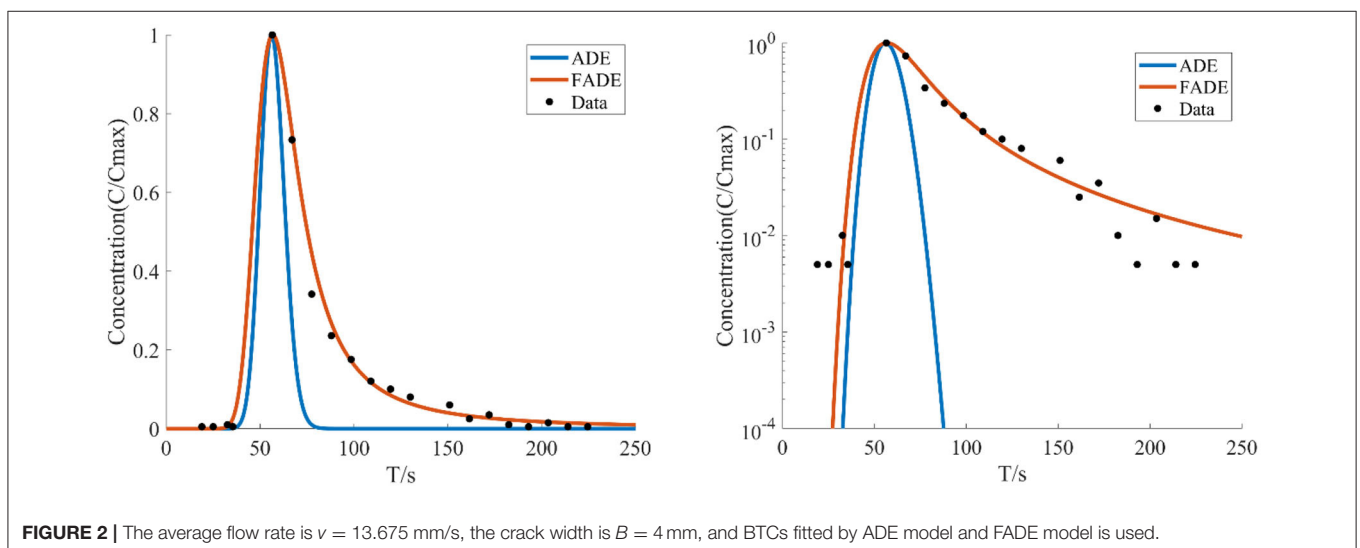 1
0.8
0.6
0.4
0.2
0
Concentration(C/Cmax)
0 50 100 150 200 250
T/s
ADE
FADE
Data
10^0
10^-1
10^-2
10^-3
10^-4
Concentration(C/Cmax)
0 50 100 150 200 250
T/s
ADE
FADE
Data
FIGURE 2 | The average flow rate is v = 13.675 mm/s, the crack width is B = 4 mm, and BTCs fitted by ADE model and FADE model is used.